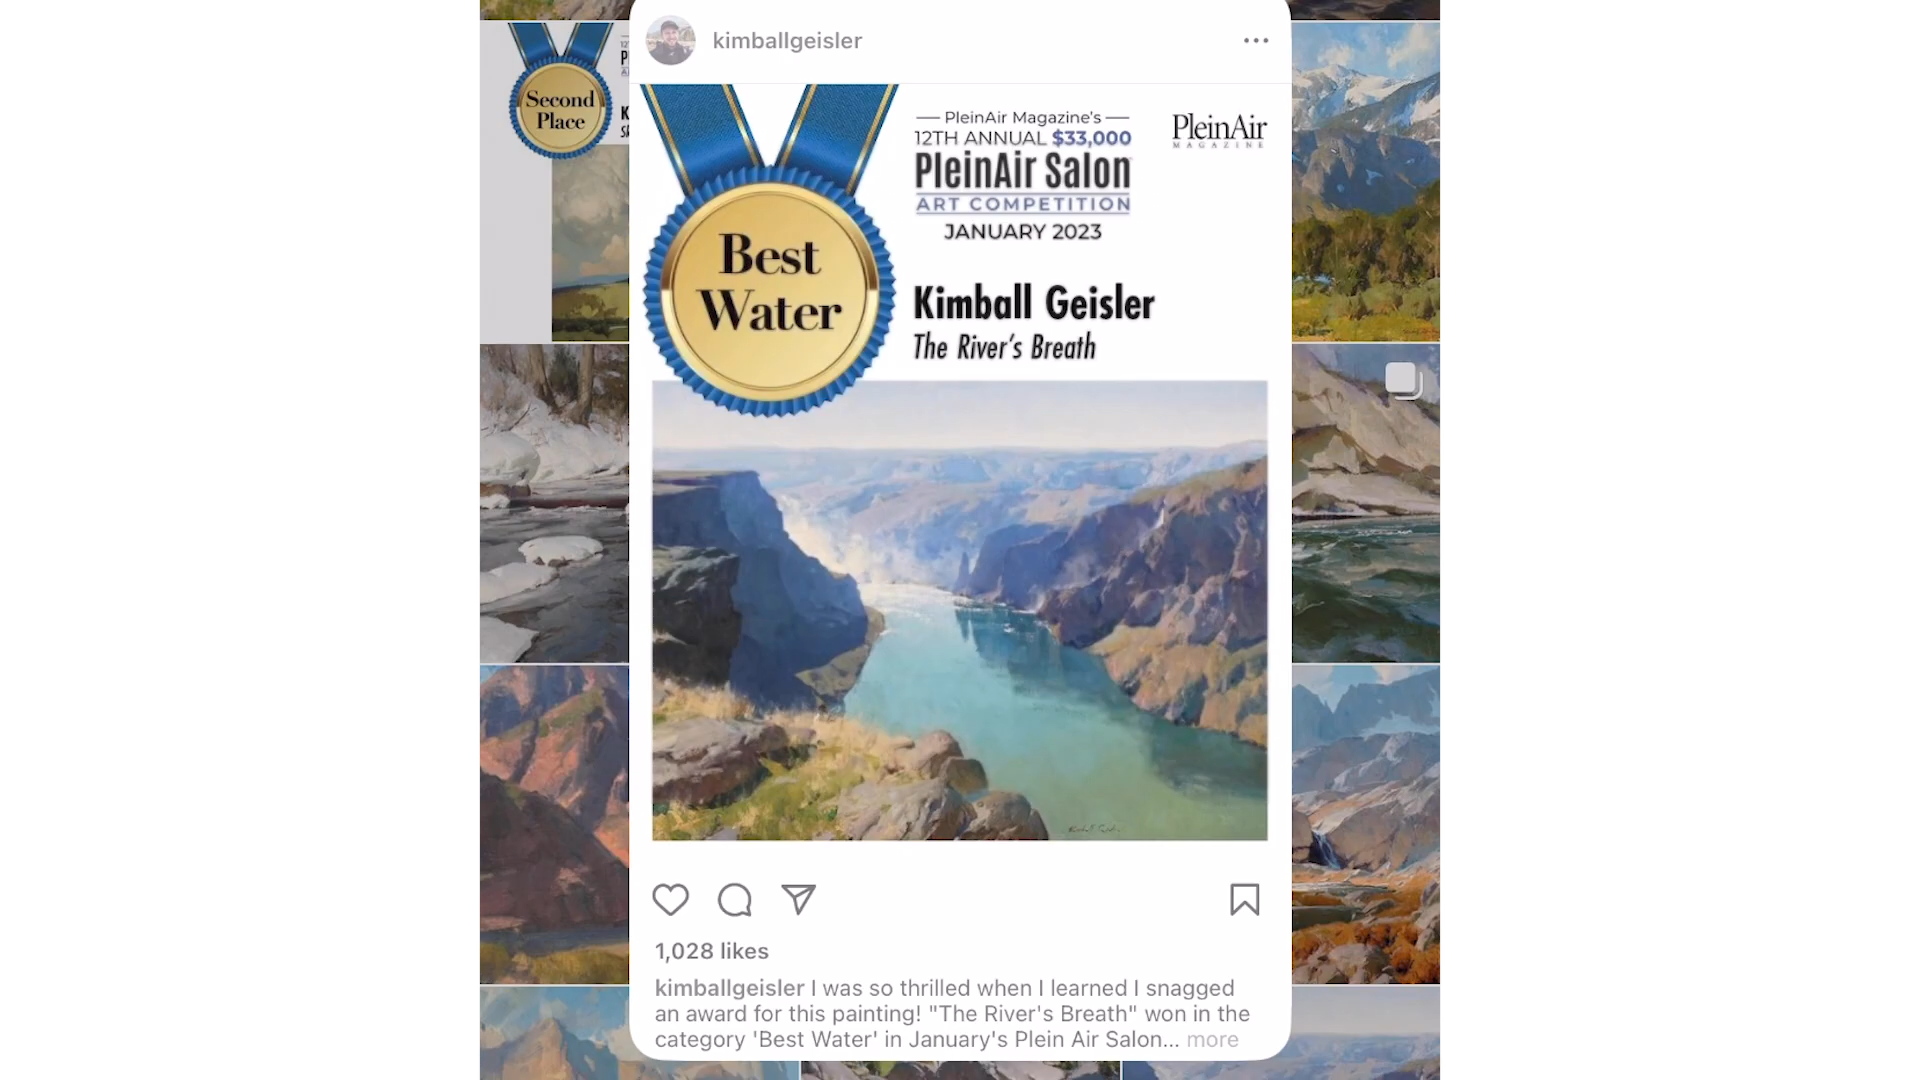 kimballgeisler
Second
Place
Best
Water
PleinAir Magazine's
12TH ANNUAL $33,000
PleinAir Salon
ART COMPETITION
JANUARY 2023
PleinAir
MAGAZINE
Kimball Geisler
The River's Breath
1,028 likes
kimballgeisler I was so thrilled when I learned I snagged
an award for this painting! "The River's Breath" won in the
category 'Best Water' in January's Plein Air Salon... more